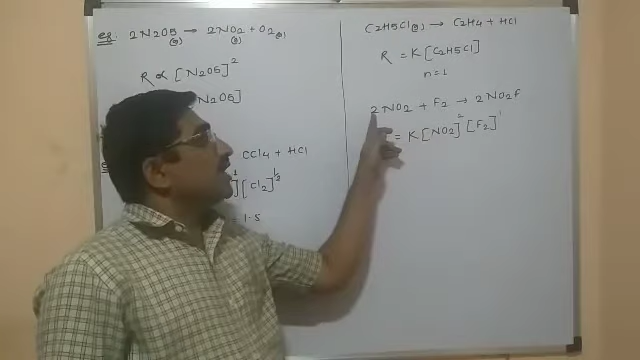 eg: 2N2O5(g) → 2NO2(g) + O2(g)
R ∝ [N2O5]²
N2O5]
CCl4 + HCl
]¹[Cl2]^½
= 1.5
C2H5Cl(g) → C2H4 + HCl
R = K[C2H5Cl]
n=1
2NO2 + F2 → 2NO2F
= K[NO2]²[F2]¹